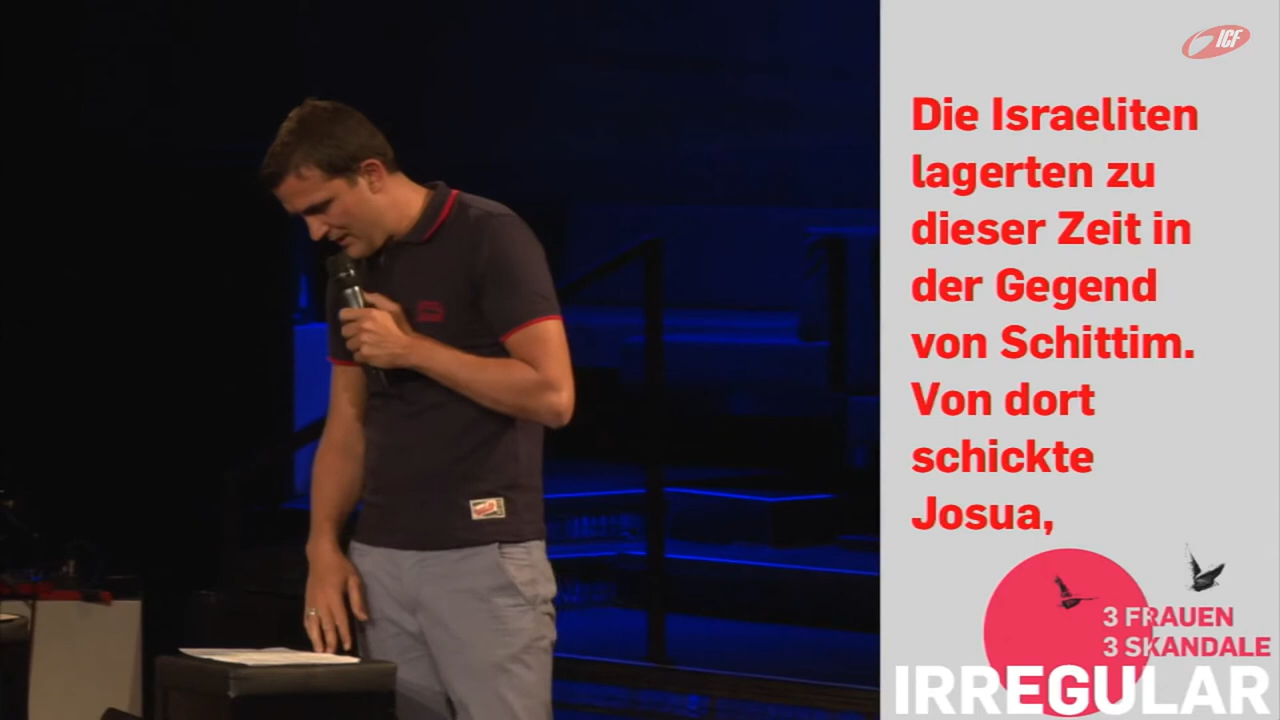 ICF
Die Israeliten
lagerten zu
dieser Zeit in
der Gegend
von Schittim.
Von dort
schickte
Josua,
3 FRAUEN
3 SKANDALE
IRREGULAR